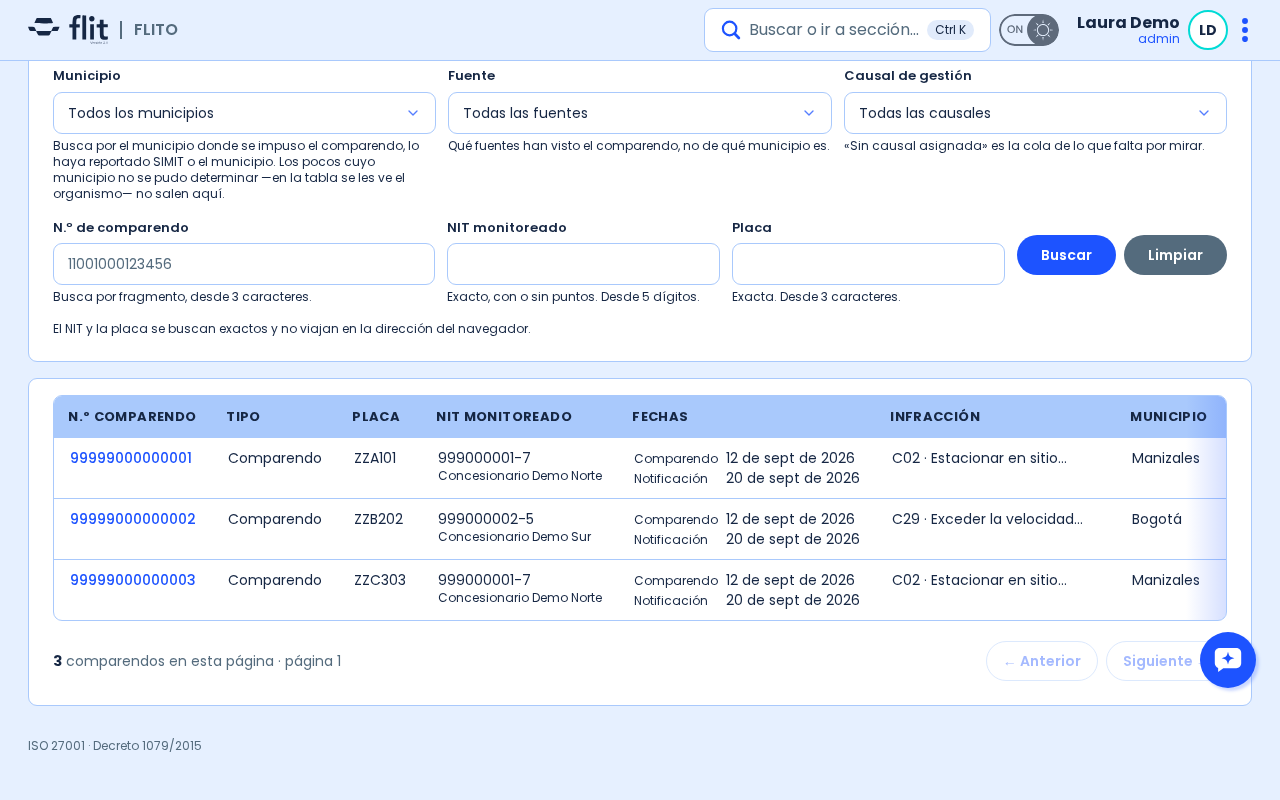 flit
FLITO
Buscar o ir a sección...
Ctrl K
ON
Laura Demo
admin
LD
Municipio
Fuente
Causal de gestión
Todos los municipios
Todas las fuentes
Todas las causales
Busca por el municipio donde se impuso el comparendo, lo
haya reportado SIMIT o el municipio. Los pocos cuyo
municipio no se pudo determinar —en la tabla se les ve el
organismo— no salen aquí.
Qué fuentes han visto el comparendo, no de qué municipio es.
«Sin causal asignada» es la cola de lo que falta por mirar.
N.º de comparendo
NIT monitoreado
Placa
11001000123456
Buscar
Limpiar
Busca por fragmento, desde 3 caracteres.
Exacto, con o sin puntos. Desde 5 dígitos.
Exacta. Desde 3 caracteres.
El NIT y la placa se buscan exactos y no viajan en la dirección del navegador.
N.º COMPARENDO TIPO PLACA NIT MONITOREADO FECHAS INFRACCIÓN MUNICIPIO
99999000000001 Comparendo ZZA101 999000001-7 Comparendo 12 de sept de 2026 C02 · Estacionar en sitio... Manizales
Concesionario Demo Norte Notificación 20 de sept de 2026
99999000000002 Comparendo ZZB202 999000002-5 Comparendo 12 de sept de 2026 C29 · Exceder la velocidad... Bogotá
Concesionario Demo Sur Notificación 20 de sept de 2026
99999000000003 Comparendo ZZC303 999000001-7 Comparendo 12 de sept de 2026 C02 · Estacionar en sitio... Manizales
Concesionario Demo Norte Notificación 20 de sept de 2026
3 comparendos en esta página · página 1
← Anterior
Siguiente
ISO 27001 · Decreto 1079/2015